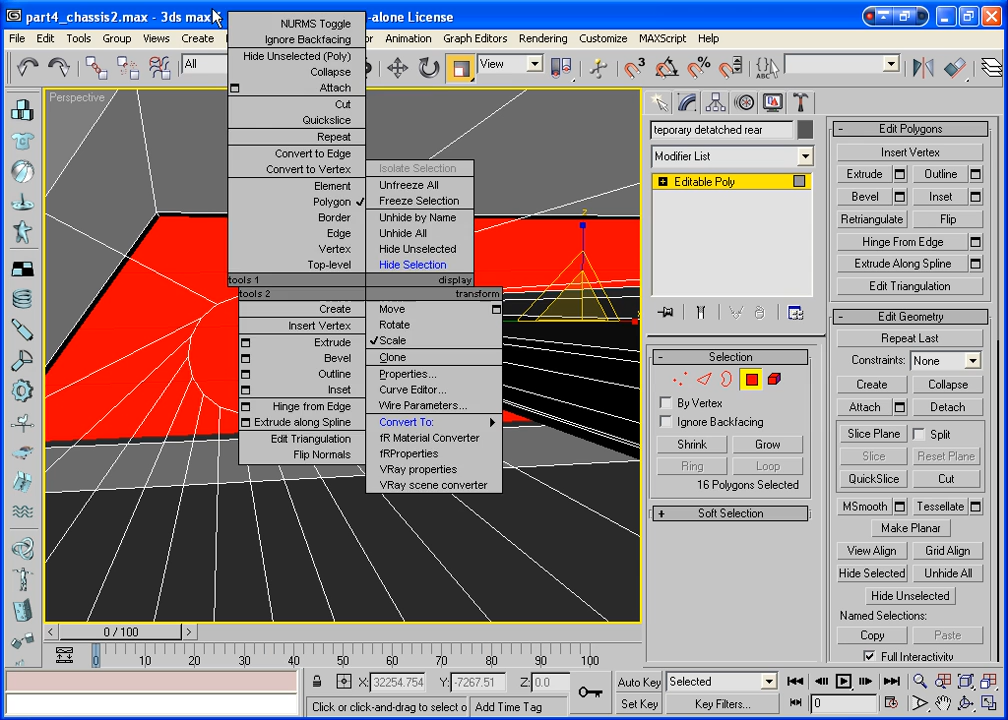 part4_chassis2.max - 3ds max
-alone License
File Edit Tools Group Views Create
Animation Graph Editors Rendering Customize MAXScript Help
All
View
Perspective
NURMS Toggle
Ignore Backfacing
Hide Unselected (Poly)
Collapse
Attach
Cut
Quickslice
Repeat
Convert to Edge
Convert to Vertex
Element
Polygon
Border
Edge
Vertex
Top-level
tools 1
Isolate Selection
Unfreeze All
Freeze Selection
Unhide by Name
Unhide All
Hide Unselected
Hide Selection
display
tools 2
Create
Insert Vertex
Extrude
Bevel
Outline
Inset
Hinge from Edge
Extrude along Spline
Edit Triangulation
Flip Normals
transform
Move
Rotate
Scale
Clone
Properties...
Curve Editor...
Wire Parameters...
Convert To:
fR Material Converter
fRProperties
VRay properties
VRay scene converter
z
teporary detatched rear
Modifier List
Editable Poly
Selection
By Vertex
Ignore Backfacing
Shrink Grow
Ring Loop
16 Polygons Selected
Soft Selection
Edit Polygons
Insert Vertex
Extrude Outline
Bevel Inset
Retriangulate Flip
Hinge From Edge
Extrude Along Spline
Edit Triangulation
Edit Geometry
Repeat Last
Constraints: None
Create Collapse
Attach Detach
Slice Plane Split
Slice Reset Plane
QuickSlice Cut
MSmooth Tessellate
Make Planar
View Align Grid Align
Hide Selected Unhide All
Hide Unselected
Named Selections:
Copy Paste
Full Interactivity
0 / 100
0 10 20 30 40 50 60 70 80 90 100
X: 32254.754 Y: -7267.51 Z: 0.0
Auto Key Selected
Click or click-and-drag to select o Add Time Tag
Set Key Key Filters... 0